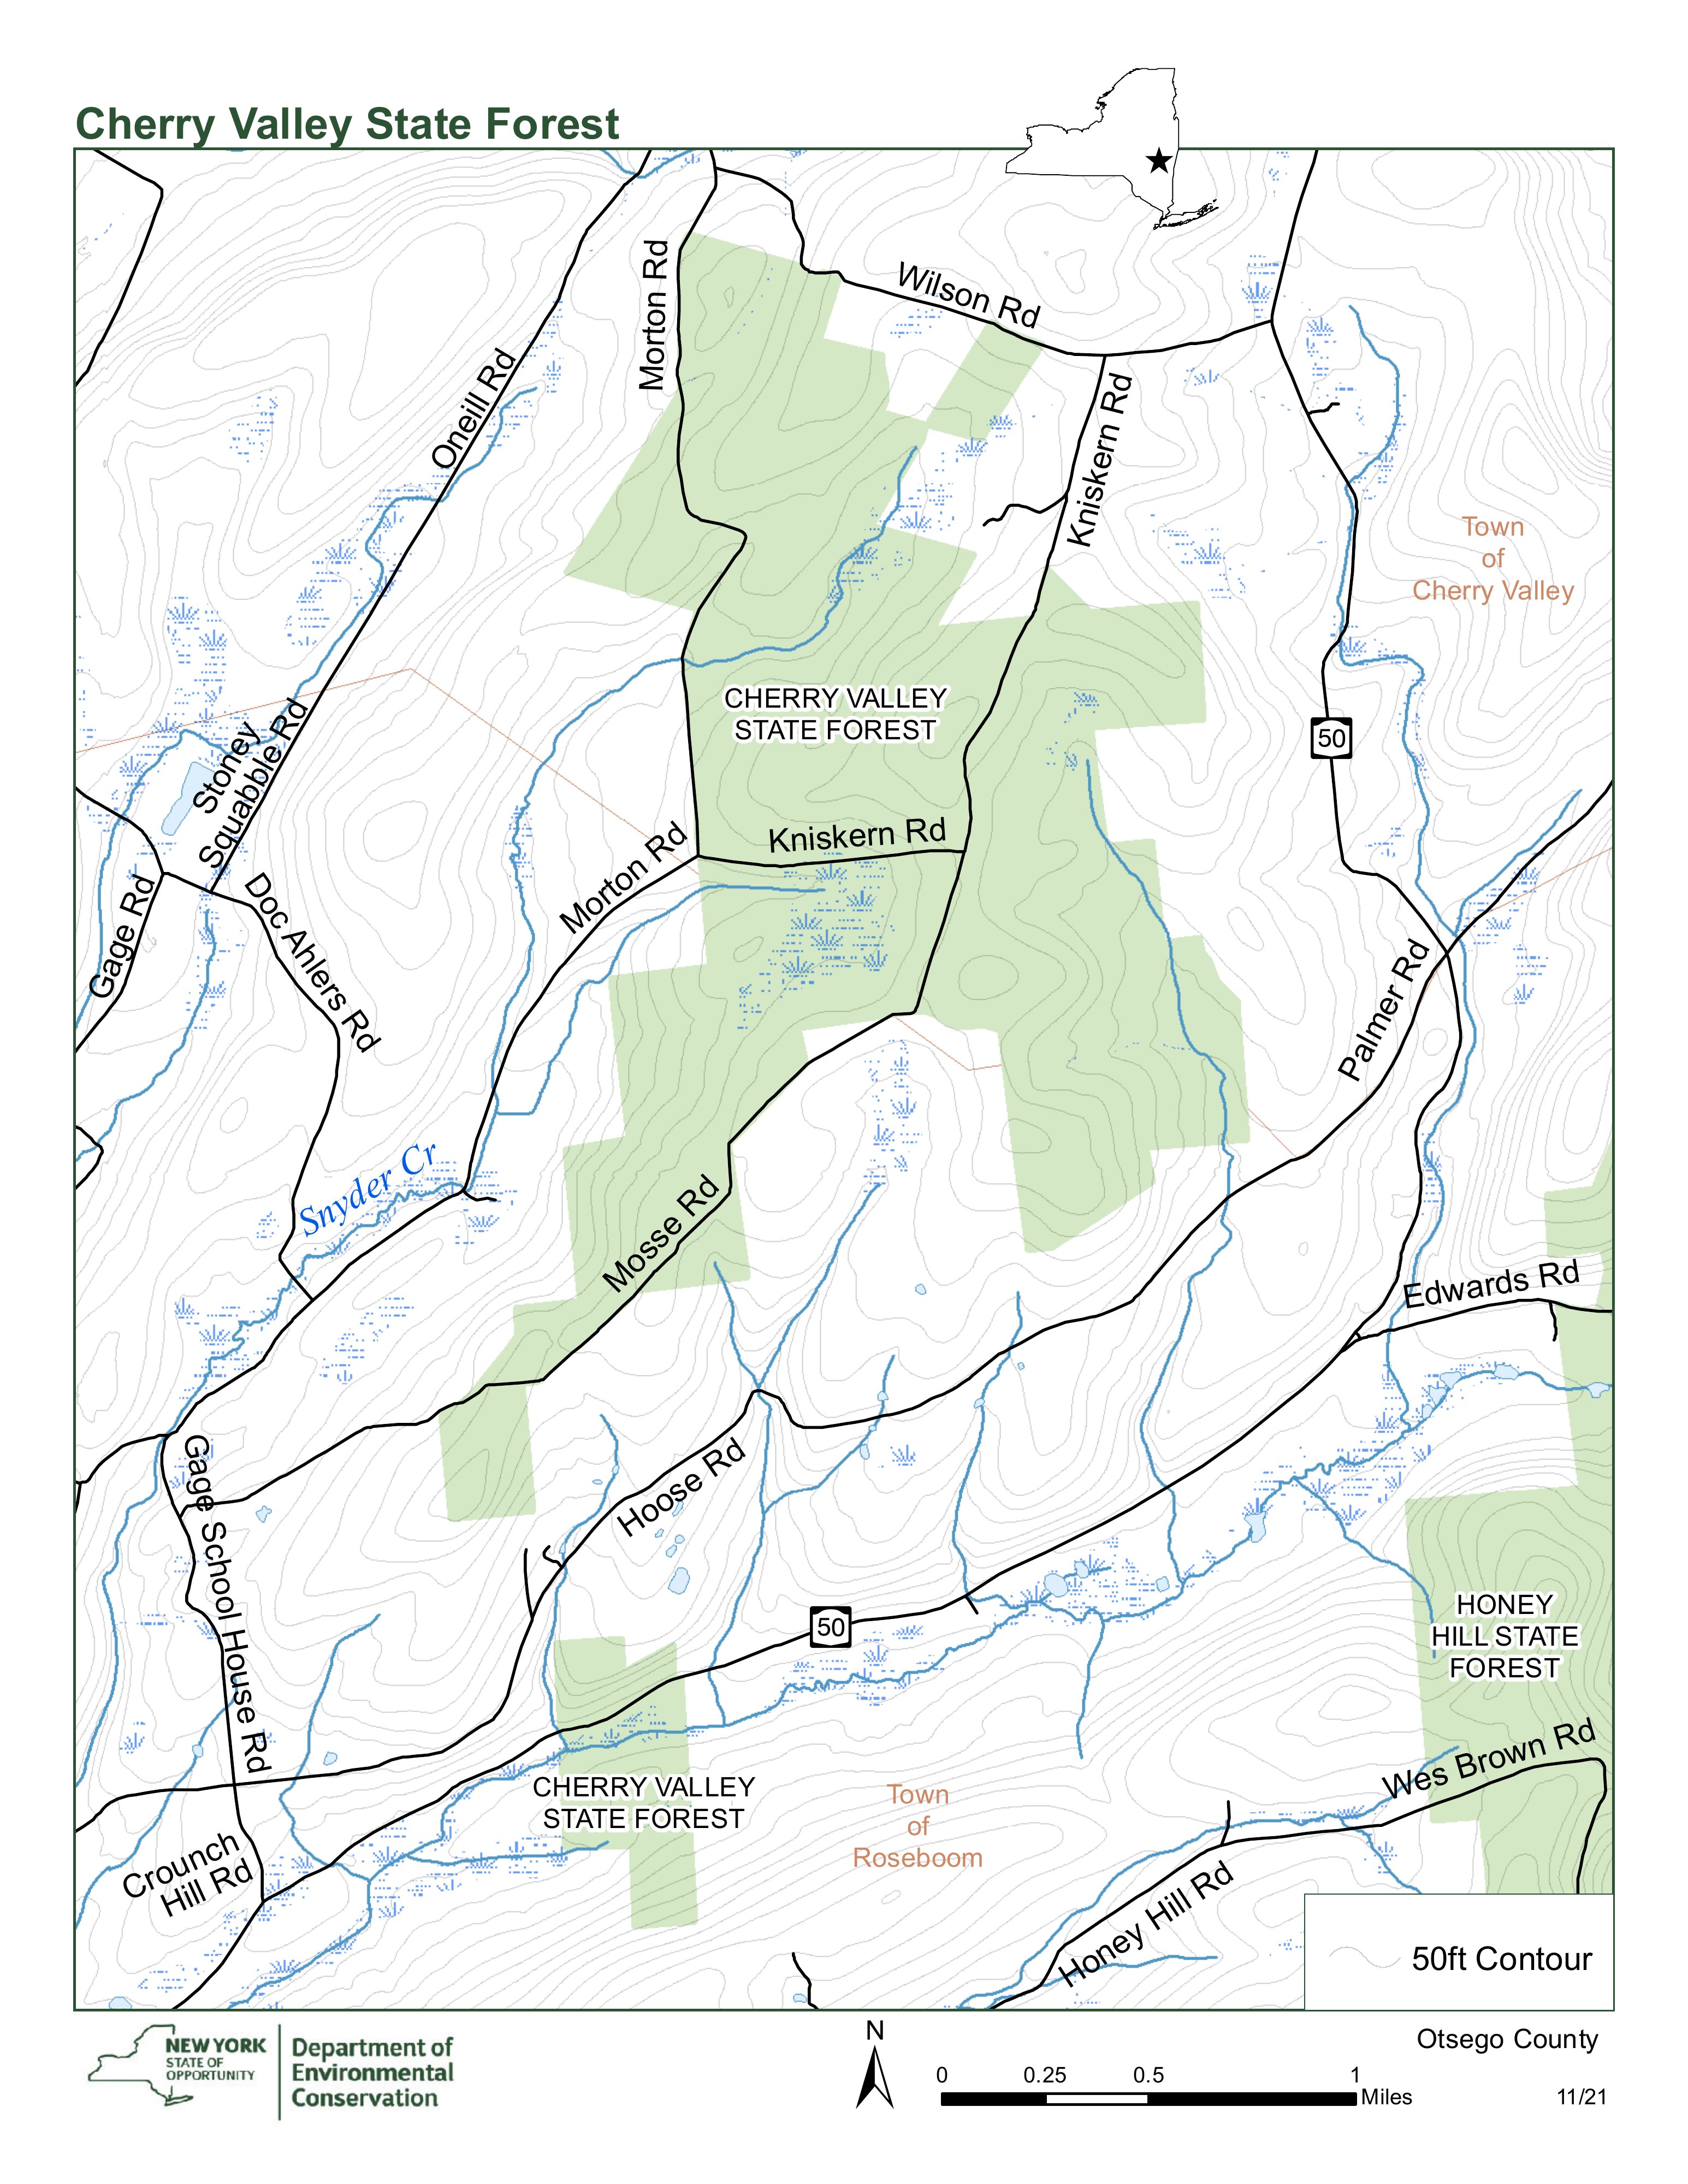 Cherry Valley State Forest
Morton Rd
Wilson Rd
Oneill Rd
Kniskern Rd
Town
of
Cherry Valley
CHERRY VALLEY
STATE FOREST
Stoney
Squabble Rd
50
Kniskern Rd
Morton Rd
Gage Rd
Doc Ahlers Rd
Palmer Rd
Snyder Cr
Mosse Rd
Edwards Rd
Gage School House Rd
Hoose Rd
50
HONEY
HILL STATE
FOREST
CHERRY VALLEY
STATE FOREST
Town
of
Roseboom
Wes Brown Rd
Crounch
Hill Rd
Honey Hill Rd
50ft Contour
NEW YORK
STATE OF
OPPORTUNITY
Department of
Environmental
Conservation
N
0 0.25 0.5 1
Miles
Otsego County
11/21